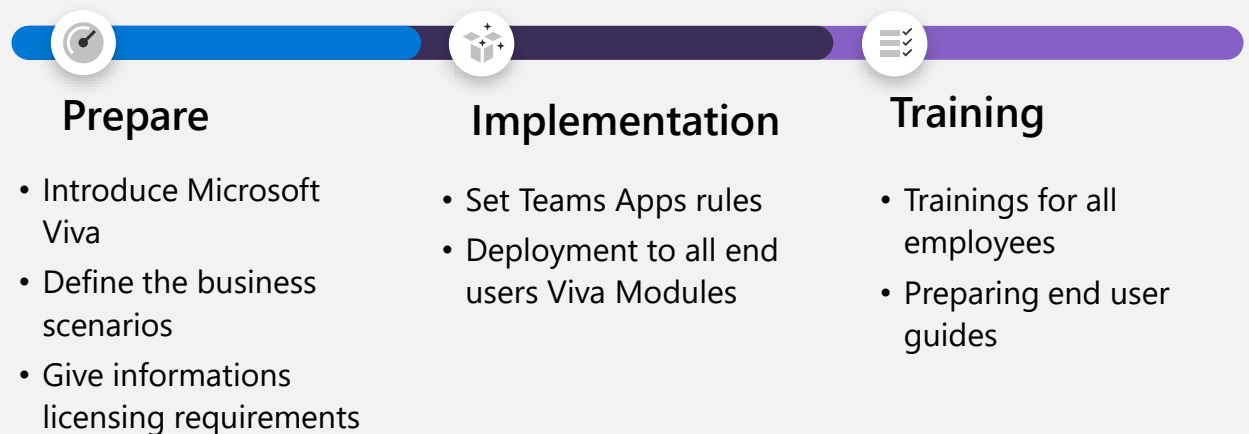 Prepare
• Introduce Microsoft
Viva
• Define the business
scenarios
• Give informations
licensing requirements
Implementation
• Set Teams Apps rules
• Deployment to all end
users Viva Modules
Training
• Trainings for all
employees
• Preparing end user
guides